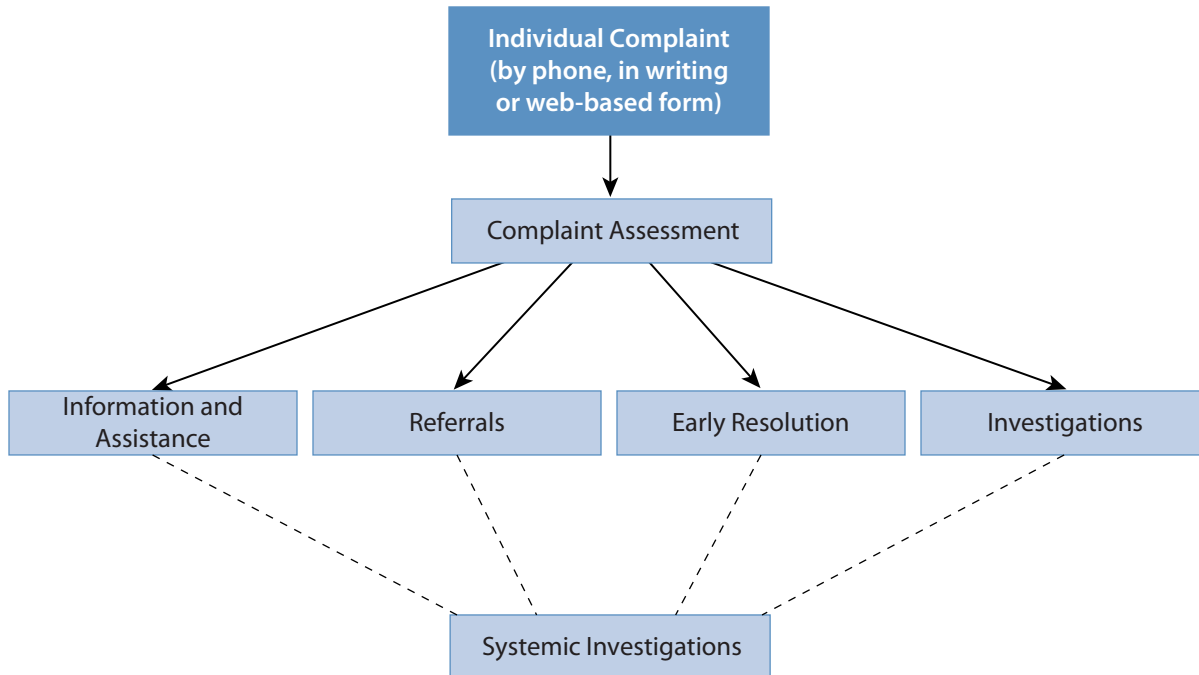 Individual Complaint
(by phone, in writing
or web-based form)
Complaint Assessment
Information and
Assistance
Referrals
Early Resolution
Investigations
Systemic Investigations